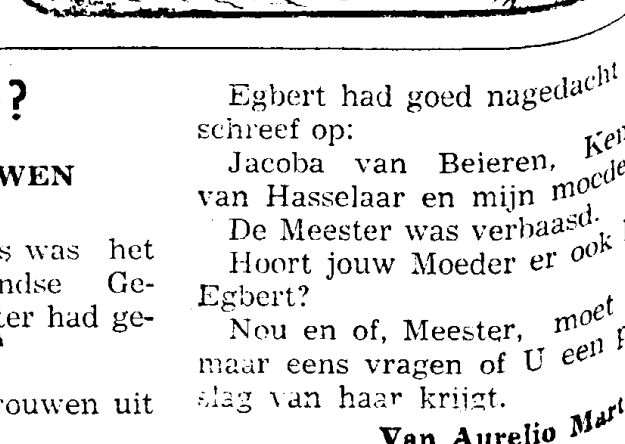 ?
WEN
s was het
ndse Ge-
ter had ge-
rouwen uit
Egbert had goed nagedacht
schreef op:
Jacoba van Beieren,
van Hasselaar en mijn moede
De Meester was verbaasd.
Hoort jouw Moeder er ook
Egbert?
Nou en of, Meester, moet
maar eens vragen of U een
slag van haar krijgt.
Van Aurelio Mart